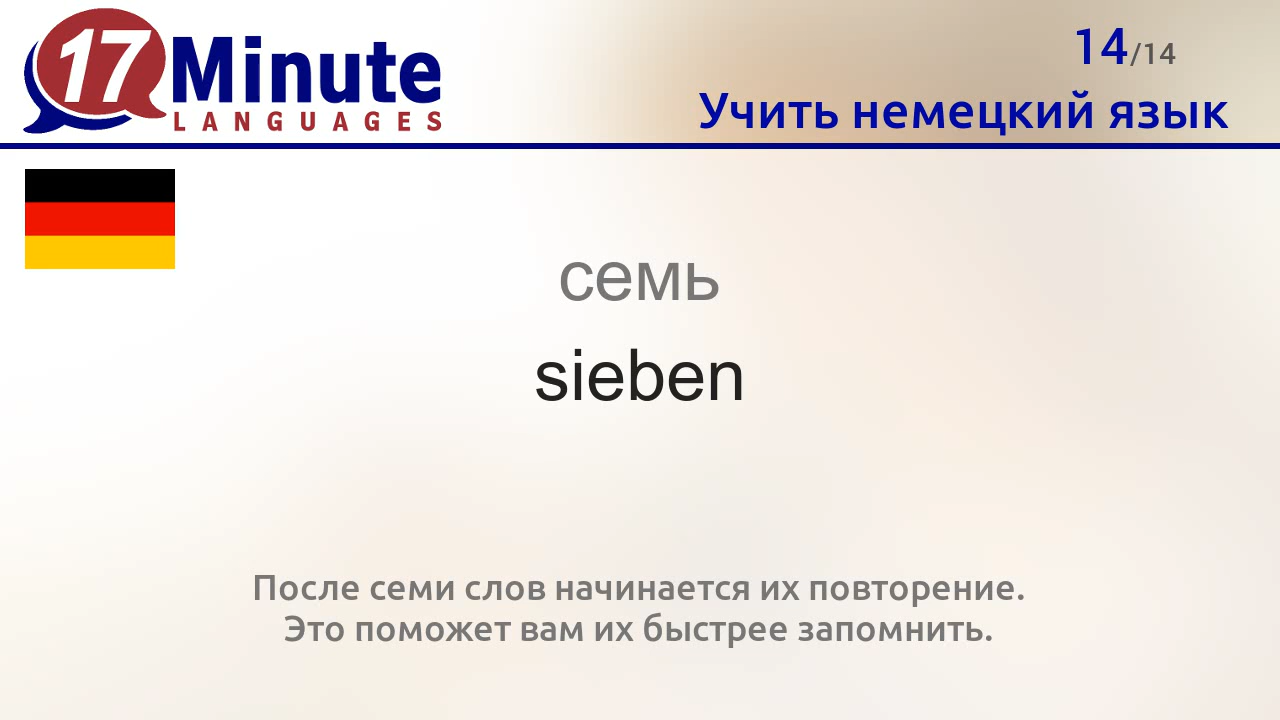 17 Minute
LANGUAGES
14/14
Учить немецкий язык
семь
sieben
После семи слов начинается их повторение.
Это поможет вам их быстрее запомнить.